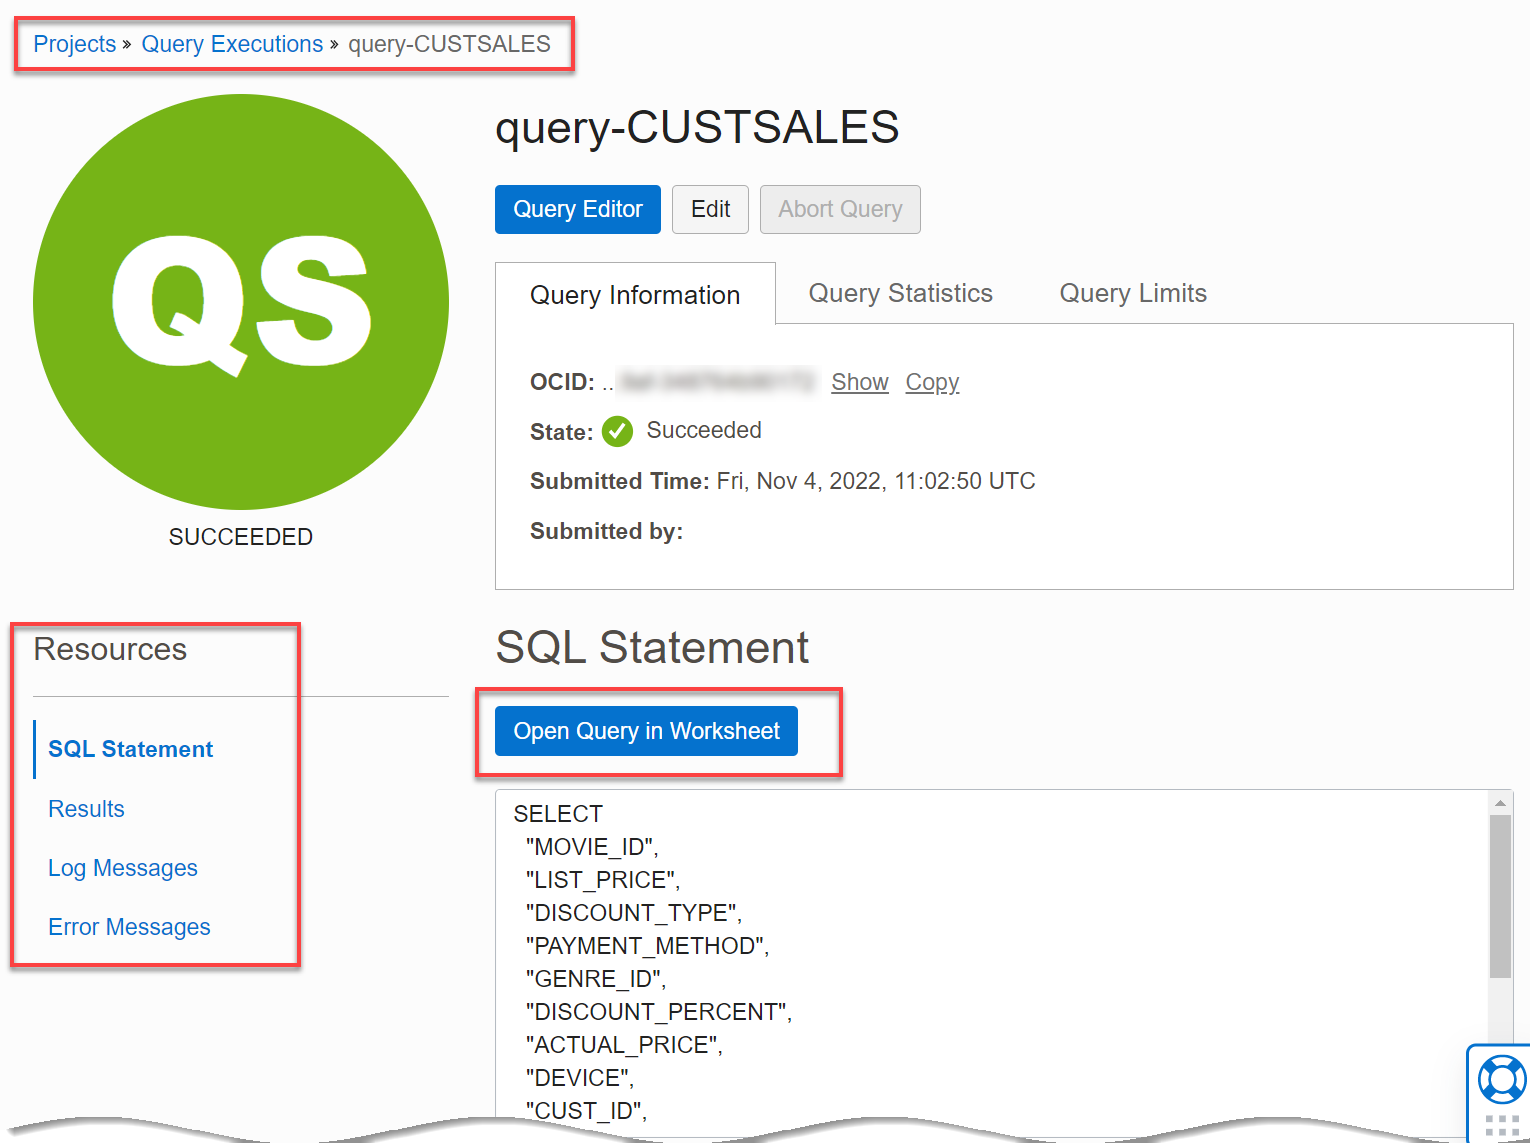 Projects » Query Executions » query-CUSTSALES
QS
SUCCEEDED
query-CUSTSALES
Query Editor Edit Abort Query
Query Information Query Statistics Query Limits
OCID: .. Show Copy
State: Succeeded
Submitted Time: Fri, Nov 4, 2022, 11:02:50 UTC
Submitted by:
Resources
SQL Statement
Results
Log Messages
Error Messages
SQL Statement
Open Query in Worksheet
SELECT
"MOVIE_ID",
"LIST_PRICE",
"DISCOUNT_TYPE",
"PAYMENT_METHOD",
"GENRE_ID",
"DISCOUNT_PERCENT",
"ACTUAL_PRICE",
"DEVICE",
"CUST_ID",